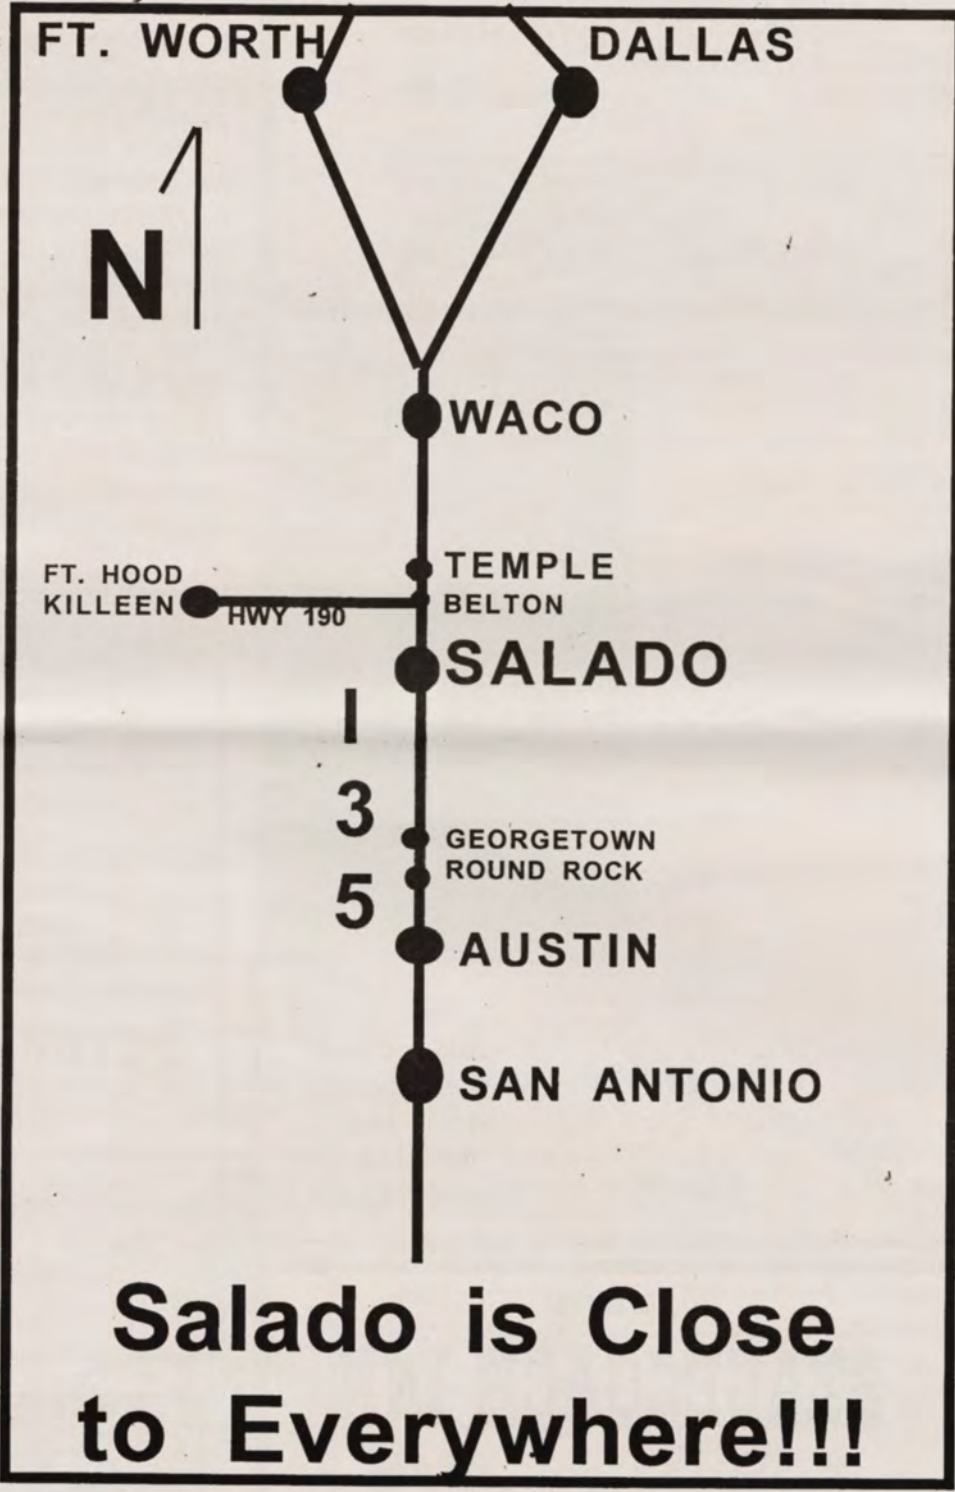 FT. WORTH
DALLAS
N
WACO
TEMPLE
FT. HOOD
KILLEEN
HWY 190
BELTON
SALADO
I
3
5
GEORGETOWN
ROUND ROCK
AUSTIN
SAN ANTONIO
Salado is Close
to Everywhere!!!